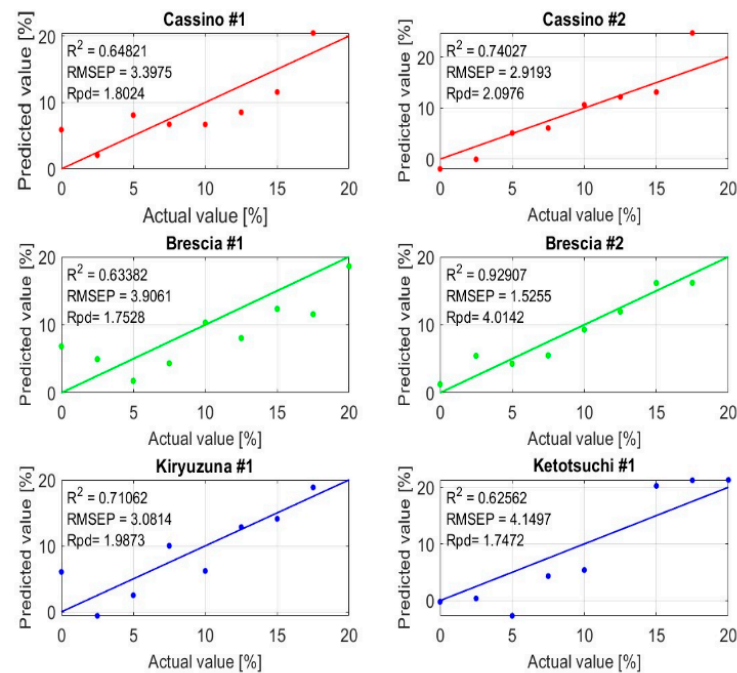 Cassino #1
R² = 0.64821
RMSEP = 3.3975
Rpd= 1.8024
20
10
0
0 5 10 15 20
Predicted value [%]
Actual value [%]
Cassino #2
R² = 0.74027
RMSEP = 2.9193
Rpd= 2.0976
20
10
0
0 5 10 15 20
Predicted value [%]
Actual value [%]
Brescia #1
R² = 0.63382
RMSEP = 3.9061
Rpd= 1.7528
20
10
0
0 5 10 15 20
Predicted value [%]
Actual value [%]
Brescia #2
R² = 0.92907
RMSEP = 1.5255
Rpd= 4.0142
20
10
0
0 5 10 15 20
Predicted value [%]
Actual value [%]
Kiryuzuna #1
R² = 0.71062
RMSEP = 3.0814
Rpd= 1.9873
20
10
0
0 5 10 15 20
Predicted value [%]
Actual value [%]
Ketotsuchi #1
R² = 0.62562
RMSEP = 4.1497
Rpd= 1.7472
20
10
0
0 5 10 15 20
Predicted value [%]
Actual value [%]